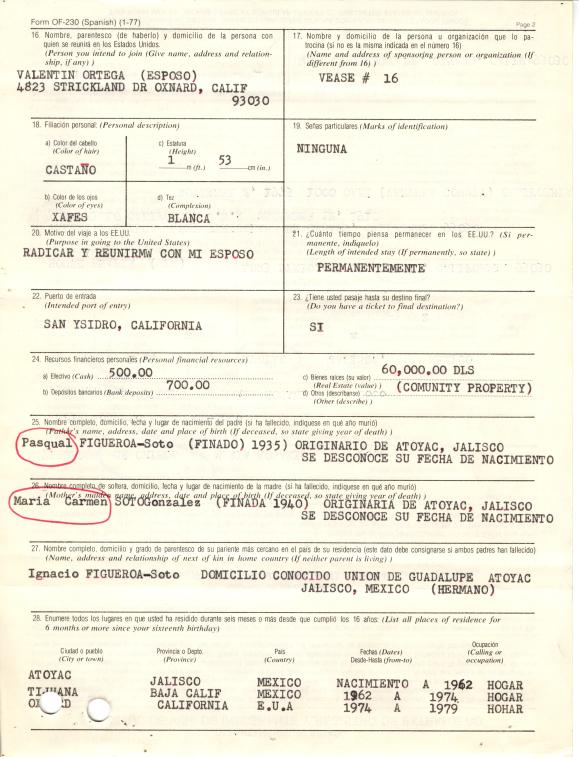 Form OF-230 (Spanish) (1-77)
Page 2
16. Nombre, parentesco (de haberlo) y domicilio de la persona con
quien se reunirá en los Estados Unidos.
(Person you intend to join (Give name, address and relation-
ship, if any) )
VALENTIN ORTEGA (ESPOSO)
4823 STRICKLAND DR OXNARD, CALIF
93030
17. Nombre y domicilio de la persona u organización que lo pa-
trocina (si no es la misma indicada en el número 16)
(Name and address of sponsoring person or organization (If
different from 16) )
VEASE # 16
18. Filiación personal: (Personal description)
a) Color del cabello
(Color of hair)
CASTAÑO
c) Estatura
(Height)
1 53
m (ft.) cm (in.)
b) Color de los ojos
(Color of eyes)
XAFES
d) Tez
(Complexion)
BLANCA
19. Señas particulares (Marks of identification)
NINGUNA
20. Motivo del viaje a los EE.UU.
(Purpose in going to the United States)
RADICAR Y REUNIRMW CON MI ESPOSO
21. ¿Cuánto tiempo piensa permanecer en los EE.UU.? (Si per-
manente, indíquelo)
(Length of intended stay (If permanently, so state) )
PERMANENTEMENTE
22. Puerto de entrada
(Intended port of entry)
SAN YSIDRO, CALIFORNIA
23. ¿Tiene usted pasaje hasta su destino final?
(Do you have a ticket to final destination?)
SI
24. Recursos financieros personales (Personal financial resources)
a) Efectivo (Cash) 500.00
b) Depósitos bancarios (Bank deposit) 700.00
c) Bienes raíces (su valor) 60,000.00 DLS
(Real Estate (value) ) (COMUNITY PROPERTY)
d) Otros (descríbanse)
(Other (describe) )
25. Nombre completo, domicilio, fecha y lugar de nacimiento del padre (si ha fallecido, indíquese en qué año murió)
(Father's name, address, date and place of birth (If deceased, so state giving year of death) )
Pasqual FIGUEROA-Soto (FINADO) 1935) ORIGINARIO DE ATOYAC, JALISCO
SE DESCONOCE SU FECHA DE NACIMIENTO
26. Nombre completo de soltera, domicilio, fecha y lugar de nacimiento de la madre (si ha fallecido, indíquese en qué año murió)
(Mother's maiden name, address, date and place of birth (If deceased, so state giving year of death) )
Maria Carmen SOTOGonzalez (FINADA 1940) ORIGINARIA DE ATOYAC, JALISCO
SE DESCONOCE SU FECHA DE NACIMIENTO
27. Nombre completo, domicilio y grado de parentesco de su pariente más cercano en el país de su residencia (este dato debe consignarse si ambos padres han fallecido)
(Name, address and relationship of next of kin in home country (If neither parent is living) )
Ignacio FIGUEROA-Soto DOMICILIO CONOCIDO UNION DE GUADALUPE ATOYAC
JALISCO, MEXICO (HERMANO)
28. Enumere todos los lugares en que usted ha residido durante seis meses o más desde que cumplió los 16 años: (List all places of residence for
6 months or more since your sixteenth birthday)
Ciudad o pueblo Provincia o Depto. País Fechas (Dates) Ocupación
(City or town) (Province) (Country) Desde-Hasta (from-to) (Calling or
occupation)
ATOYAC JALISCO MEXICO NACIMIENTO A 1962 HOGAR
BAJA CALIF MEXICO 1962 A 1974 HOGAR
CALIFORNIA E.U.A 1974 A 1979 HOHAR